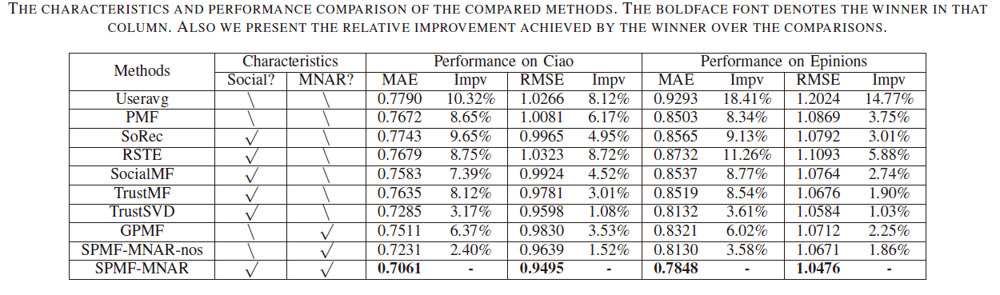 THE CHARACTERISTICS AND PERFORMANCE COMPARISON OF THE COMPARED METHODS. THE BOLDFACE FONT DENOTES THE WINNER IN THAT
COLUMN. ALSO WE PRESENT THE RELATIVE IMPROVEMENT ACHIEVED BY THE WINNER OVER THE COMPARISONS.
Methods Characteristics Performance on Ciao Performance on Epinions
Social? MNAR? MAE Impv RMSE Impv MAE Impv RMSE Impv
Useravg \ \ 0.7790 10.32% 1.0266 8.12% 0.9293 18.41% 1.2024 14.77%
PMF \ \ 0.7672 8.65% 1.0081 6.17% 0.8503 8.34% 1.0869 3.75%
SoRec √ \ 0.7743 9.65% 0.9965 4.95% 0.8565 9.13% 1.0792 3.01%
RSTE √ \ 0.7679 8.75% 1.0323 8.72% 0.8732 11.26% 1.1093 5.88%
SocialMF √ \ 0.7583 7.39% 0.9924 4.52% 0.8537 8.77% 1.0764 2.74%
TrustMF √ \ 0.7635 8.12% 0.9781 3.01% 0.8519 8.54% 1.0676 1.90%
TrustSVD √ \ 0.7285 3.17% 0.9598 1.08% 0.8132 3.61% 1.0584 1.03%
GPMF \ √ 0.7511 6.37% 0.9830 3.53% 0.8321 6.02% 1.0712 2.25%
SPMF-MNAR-nos \ √ 0.7231 2.40% 0.9639 1.52% 0.8130 3.58% 1.0671 1.86%
SPMF-MNAR √ √ 0.7061 - 0.9495 - 0.7848 - 1.0476 -